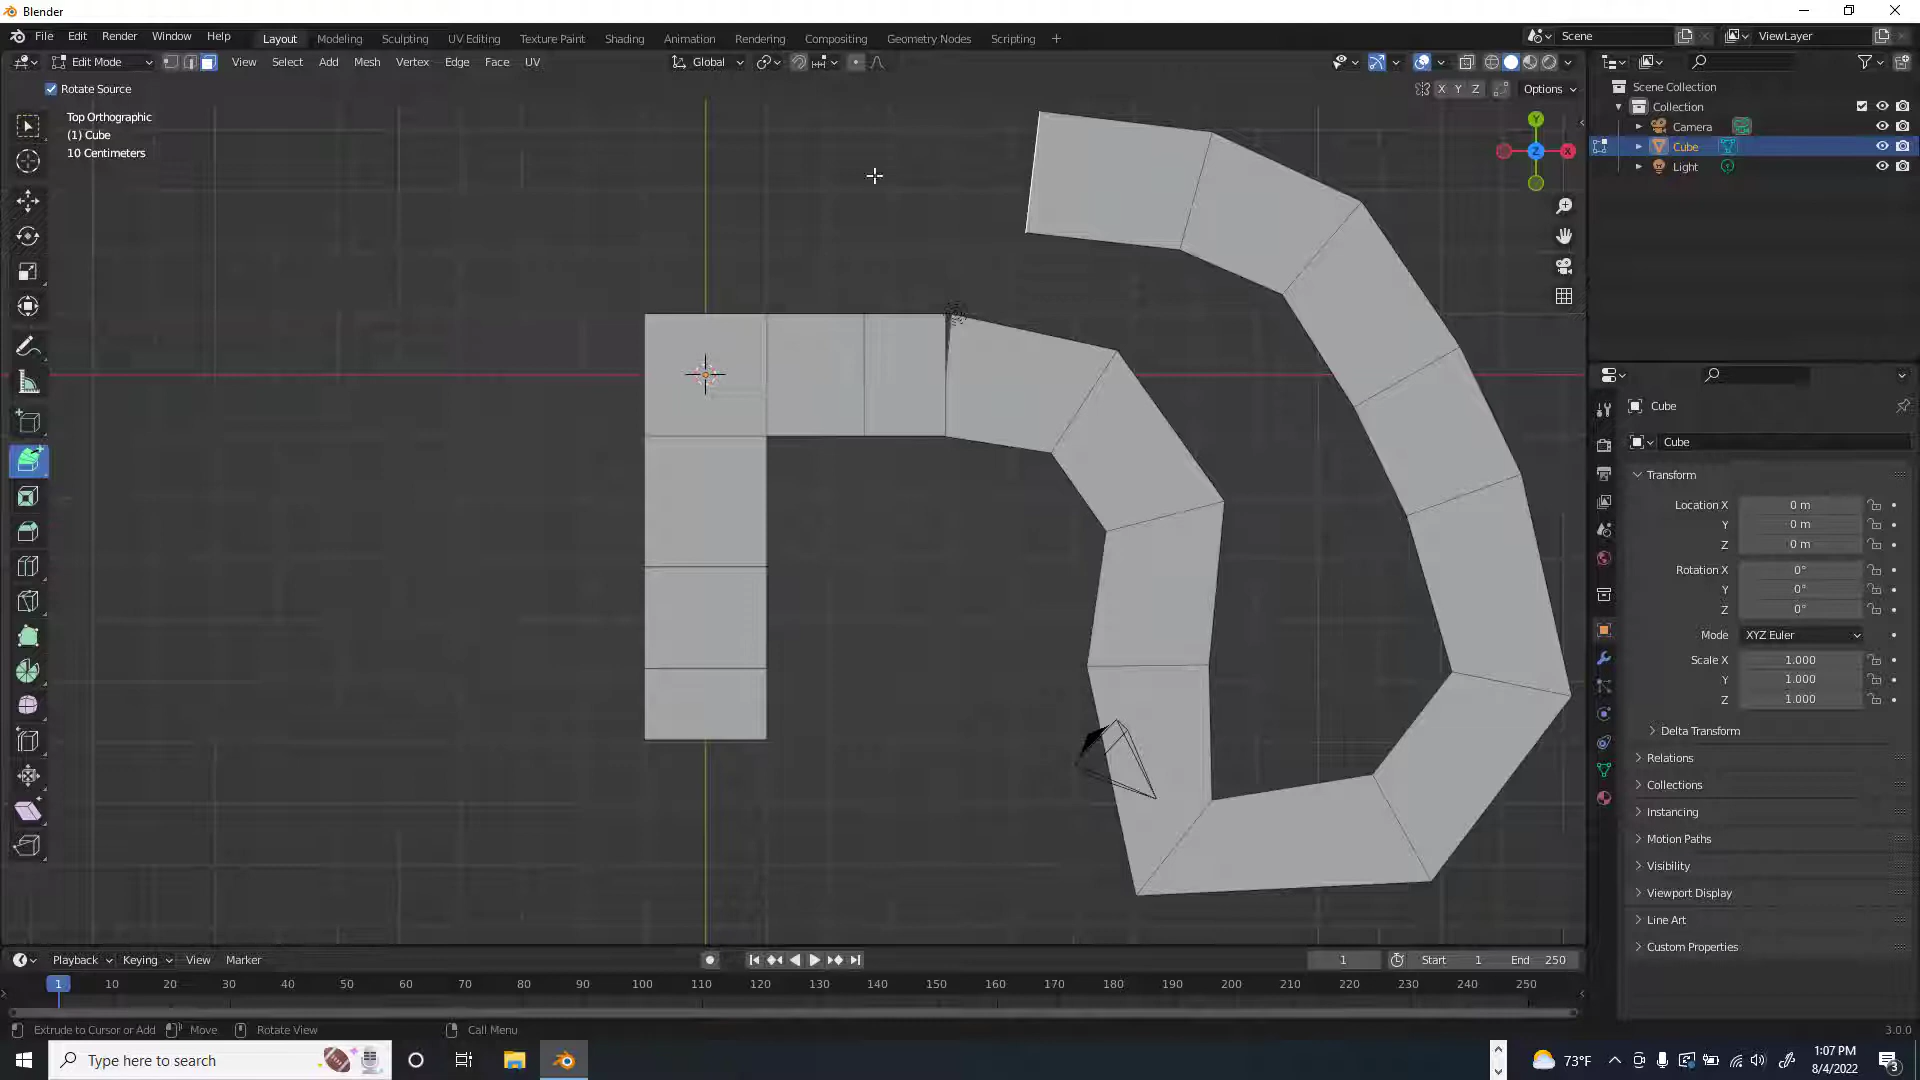 Blender
File Edit Render Window Help
Layout Modeling Sculpting UV Editing Texture Paint Shading Animation Rendering Compositing Geometry Nodes Scripting +
Scene
ViewLayer
Edit Mode View Select Add Mesh Vertex Edge Face UV
Global
Rotate Source
X Y Z Options
Top Orthographic
(1) Cube
10 Centimeters
Y
Z
X
Scene Collection
Collection
Camera
Cube
Light
Cube
Cube
Transform
Location X 0 m
Y 0 m
Z 0 m
Rotation X 0°
Y 0°
Z 0°
Mode XYZ Euler
Scale X 1.000
Y 1.000
Z 1.000
Delta Transform
Relations
Collections
Instancing
Motion Paths
Visibility
Viewport Display
Line Art
Custom Properties
Playback Keying View Marker
1 Start 1 End 250
1 10 20 30 40 50 60 70 80 90 100 110 120 130 140 150 160 170 180 190 200 210 220 230 240 250
Extrude to Cursor or Add Move Rotate View Call Menu
3.0.0
Type here to search
73°F
1:07 PM
8/4/2022
3